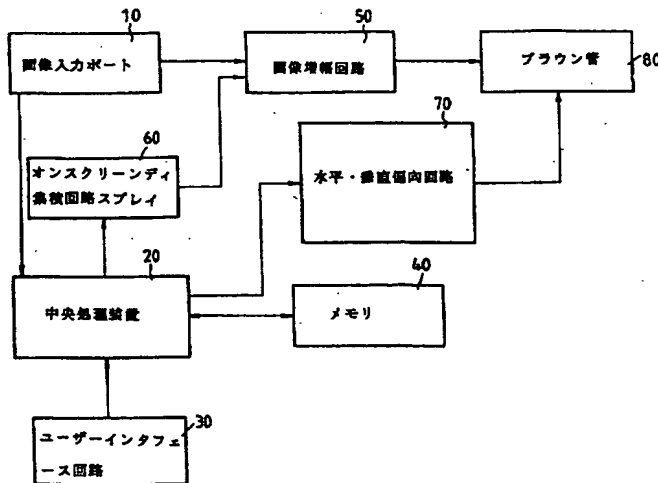 10
画像入力ポート
50
画像増幅回路
ブラウン管
80
60
オンスクリーンディ
集積回路スプレイ
70
水平・垂直偏向回路
20
中央処理装置
40
メモリ
30
ユーザーインタフェ
ース回路